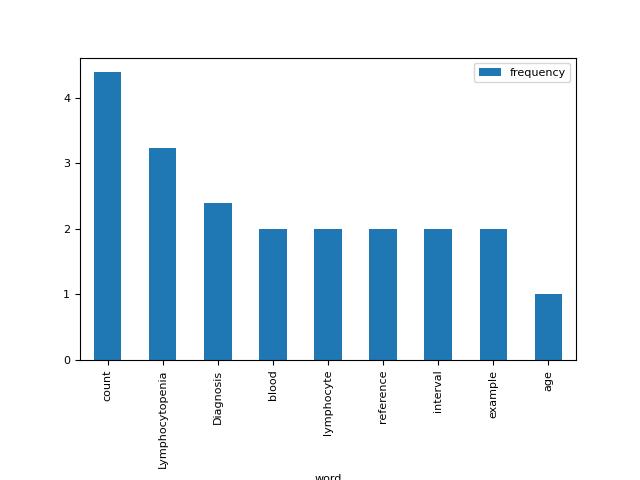 frequency
4
3
2
1
0
count
Lymphocytopenia
Diagnosis
blood
lymphocyte
reference
interval
example
age
word